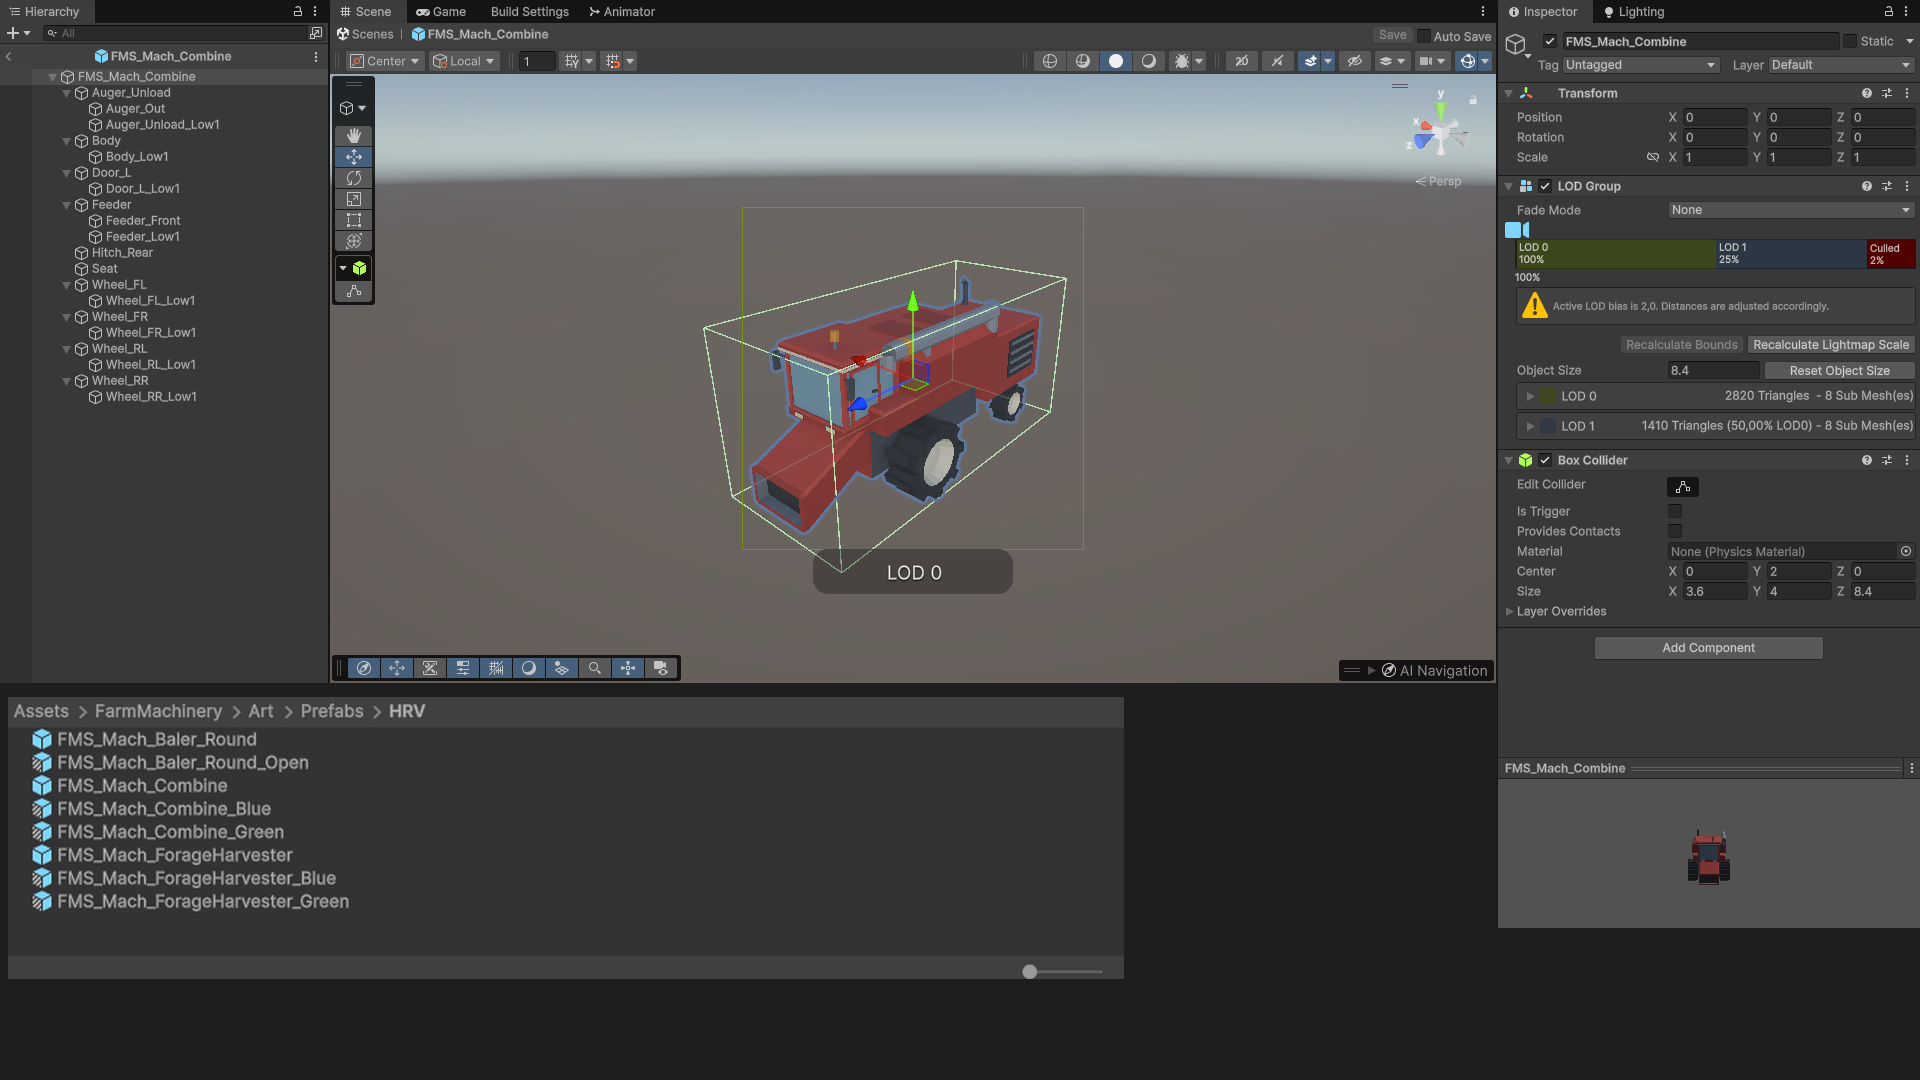 Hierarchy
All
FMS_Mach_Combine
FMS_Mach_Combine
Auger_Unload
Auger_Out
Auger_Unload_Low1
Body
Body_Low1
Door_L
Door_L_Low1
Feeder
Feeder_Front
Feeder_Low1
Hitch_Rear
Seat
Wheel_FL
Wheel_FL_Low1
Wheel_FR
Wheel_FR_Low1
Wheel_RL
Wheel_RL_Low1
Wheel_RR
Wheel_RR_Low1
Scene Game Build Settings Animator
Scenes FMS_Mach_Combine Save Auto Save
Center Local 1 2D
y
x
z
< Persp
LOD 0
AI Navigation
Inspector Lighting
FMS_Mach_Combine Static
Tag Untagged Layer Default
Transform
Position X 0 Y 0 Z 0
Rotation X 0 Y 0 Z 0
Scale X 1 Y 1 Z 1
LOD Group
Fade Mode None
LOD 0 LOD 1 Culled
100% 25% 2%
100%
Active LOD bias is 2,0. Distances are adjusted accordingly.
Recalculate Bounds Recalculate Lightmap Scale
Object Size 8.4 Reset Object Size
LOD 0 2820 Triangles - 8 Sub Mesh(es)
LOD 1 1410 Triangles (50,00% LOD0) - 8 Sub Mesh(es)
Box Collider
Edit Collider
Is Trigger
Provides Contacts
Material None (Physics Material)
Center X 0 Y 2 Z 0
Size X 3.6 Y 4 Z 8.4
Layer Overrides
Add Component
FMS_Mach_Combine
Assets > FarmMachinery > Art > Prefabs > HRV
FMS_Mach_Baler_Round
FMS_Mach_Baler_Round_Open
FMS_Mach_Combine
FMS_Mach_Combine_Blue
FMS_Mach_Combine_Green
FMS_Mach_ForageHarvester
FMS_Mach_ForageHarvester_Blue
FMS_Mach_ForageHarvester_Green